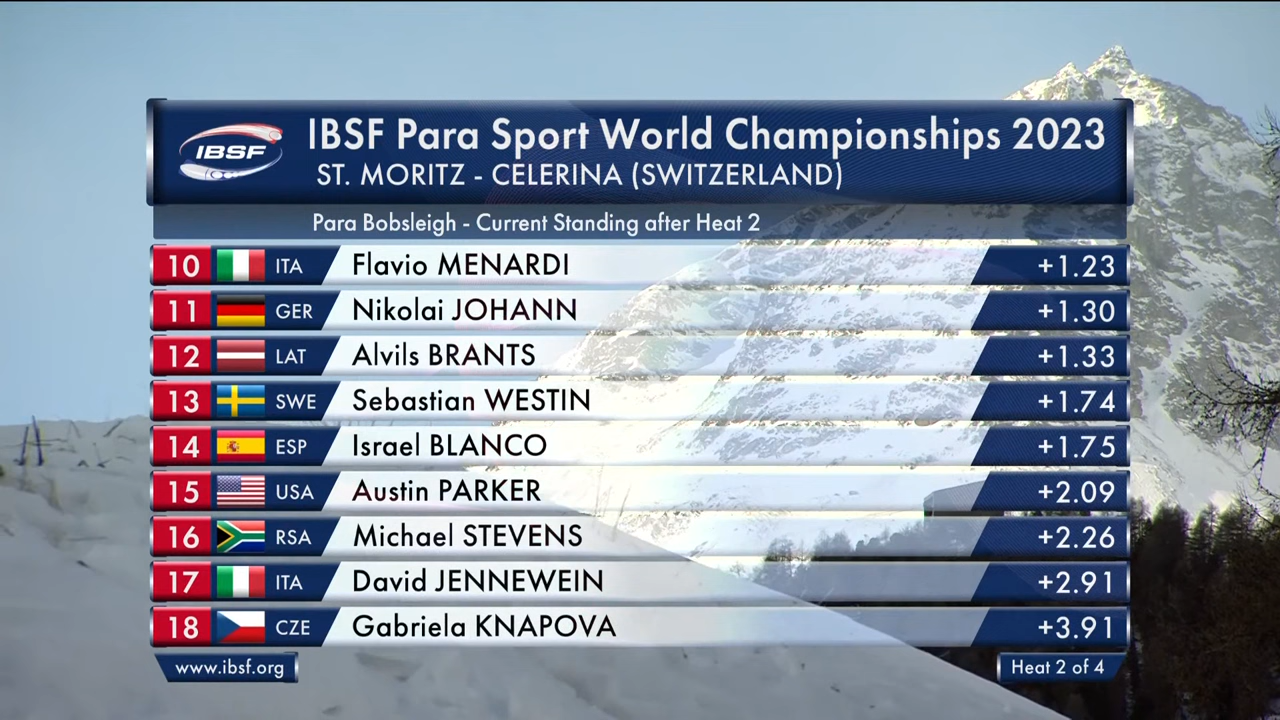 IBSF
IBSF Para Sport World Championships 2023
ST. MORITZ - CELERINA (SWITZERLAND)
Para Bobsleigh - Current Standing after Heat 2
10 ITA Flavio MENARDI +1.23
11 GER Nikolai JOHANN +1.30
12 LAT Alvils BRANTS +1.33
13 SWE Sebastian WESTIN +1.74
14 ESP Israel BLANCO +1.75
15 USA Austin PARKER +2.09
16 RSA Michael STEVENS +2.26
17 ITA David JENNEWEIN +2.91
18 CZE Gabriela KNAPOVA +3.91
www.ibsf.org Heat 2 of 4